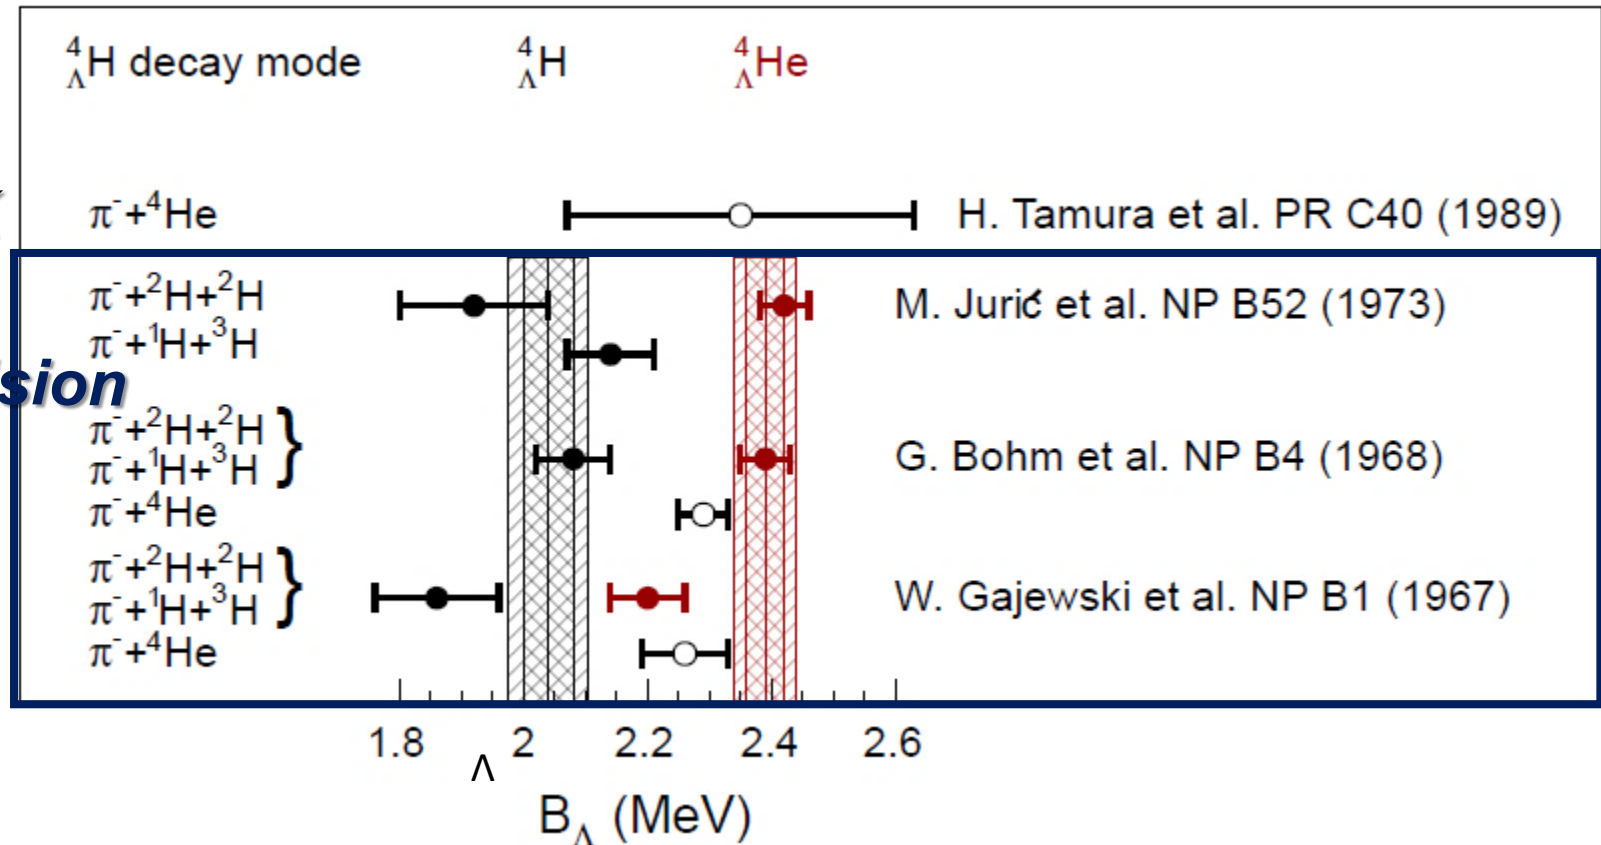 ⁴ΛH decay mode ⁴ΛH ⁴ΛHe
π⁻+⁴He H. Tamura et al. PR C40 (1989)
π⁻+²H+²H M. Jurić et al. NP B52 (1973)
π⁻+¹H+³H
sion
π⁻+²H+²H }
π⁻+¹H+³H G. Bohm et al. NP B4 (1968)
π⁻+⁴He
π⁻+²H+²H }
π⁻+¹H+³H W. Gajewski et al. NP B1 (1967)
π⁻+⁴He
1.8 2 2.2 2.4 2.6
Λ
BΛ (MeV)